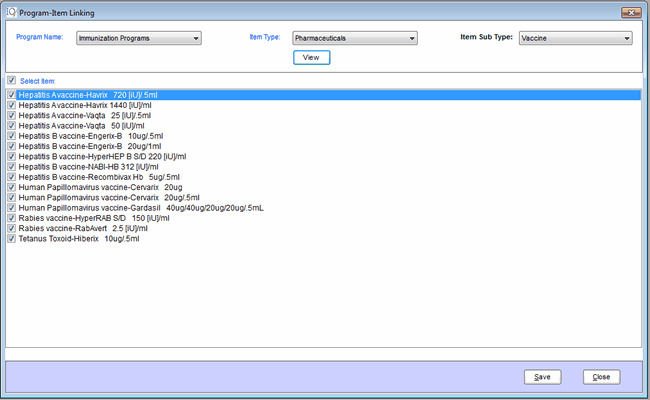 Program-Item Linking
Program Name: Immunization Programs Item Type: Pharmaceuticals Item Sub Type: Vaccine
View
Select Item
Hepatitis A vaccine-Havrix 720 [iU]/.5ml
Hepatitis A vaccine-Havrix 1440 [iU]/ml
Hepatitis A vaccine-Vaqta 25 [iU]/.5ml
Hepatitis A vaccine-Vaqta 50 [iU]/ml
Hepatitis B vaccine-Engerix-B 10ug/.5ml
Hepatitis B vaccine-Engerix-B 20ug/1ml
Hepatitis B vaccine-HyperHEP B S/D 220 [iU]/ml
Hepatitis B vaccine-NABI-HB 312 [iU]/ml
Hepatitis B vaccine-Recombivax Hb 5ug/.5ml
Human Papillomavirus vaccine-Cervarix 20ug
Human Papillomavirus vaccine-Cervarix 20ug/.5ml
Human Papillomavirus vaccine-Gardasil 40ug/40ug/20ug/20ug/.5mL
Rabies vaccine-HyperRAB S/D 150 [iU]/ml
Rabies vaccine-RabAvert 2.5 [iU]/ml
Tetanus Toxoid-Hiberix 10ug/.5ml
Save Close